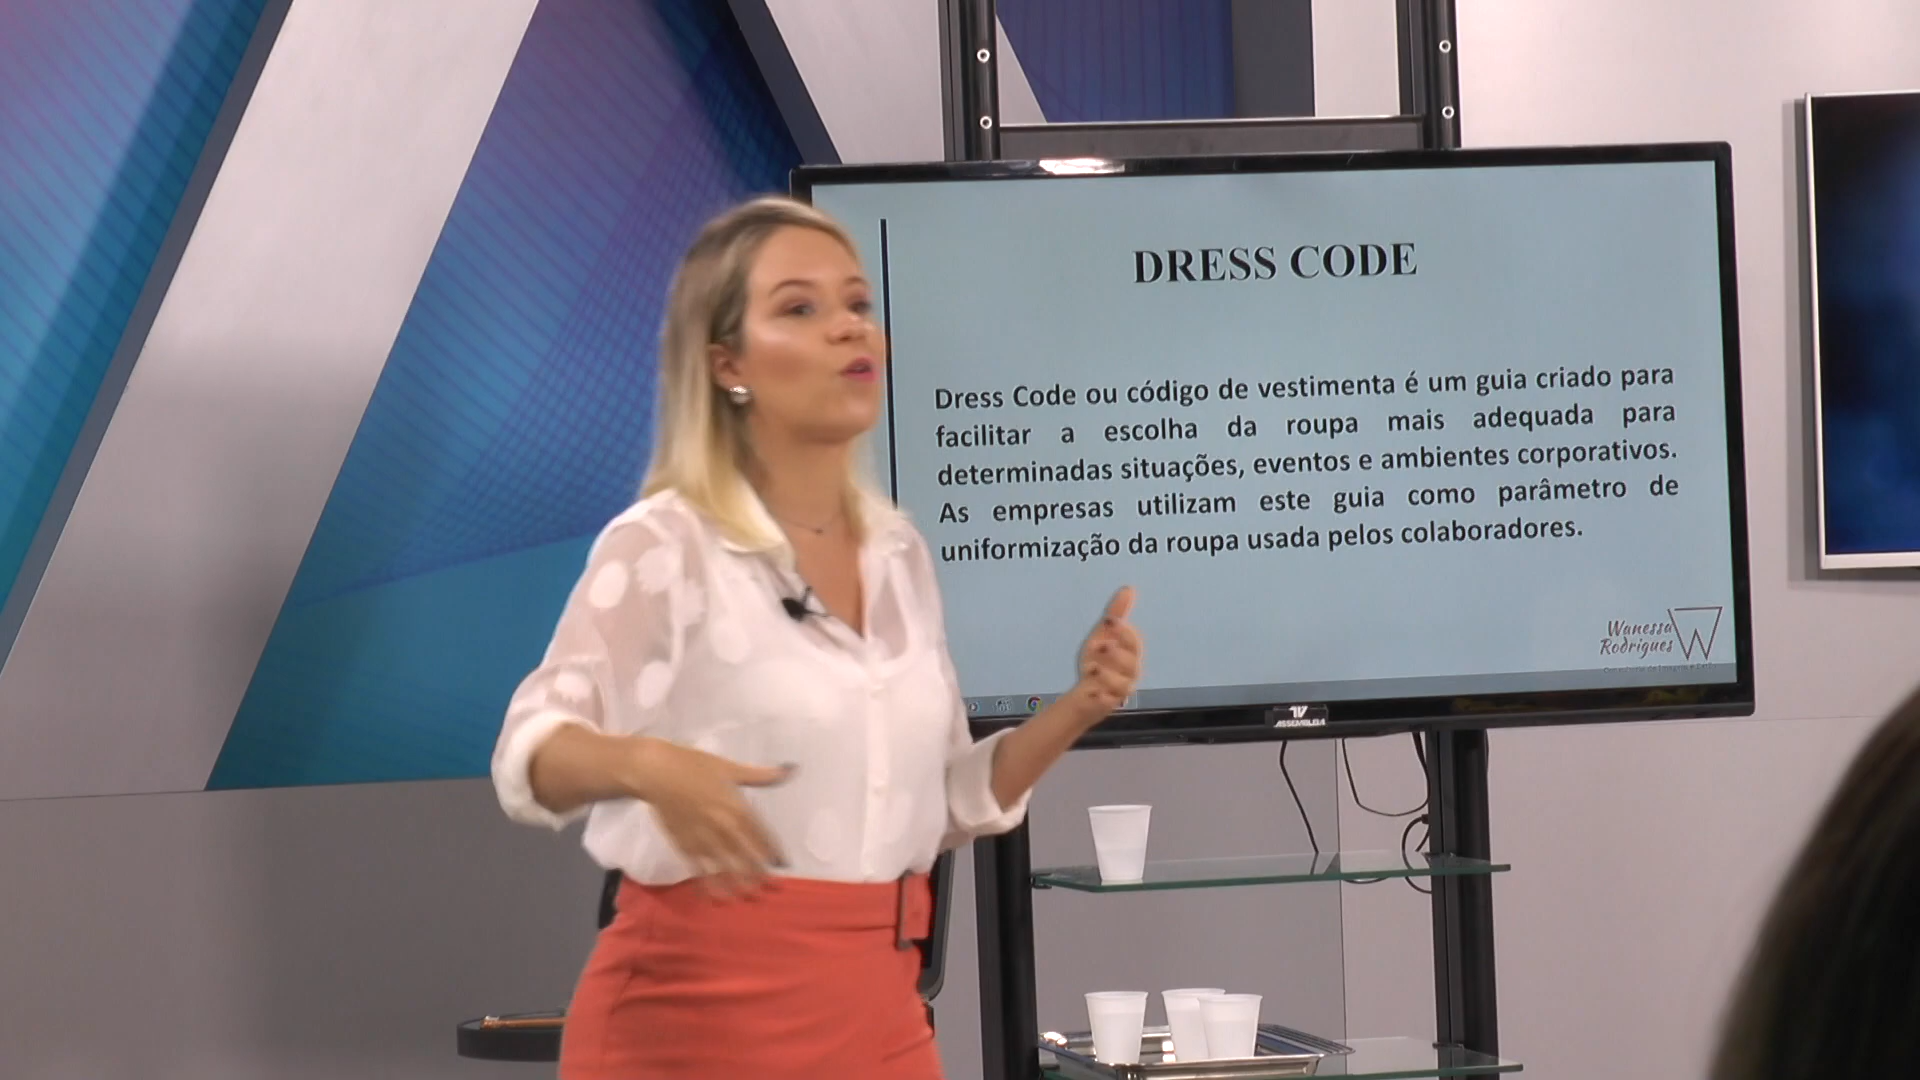 DRESS CODE
Dress Code ou código de vestimenta é um guia criado para
facilitar a escolha da roupa mais adequada para
determinadas situações, eventos e ambientes corporativos.
As empresas utilizam este guia como parâmetro de
uniformização da roupa usada pelos colaboradores.
Wanessa
Rodrigues
TV
ASSEMBLEIA